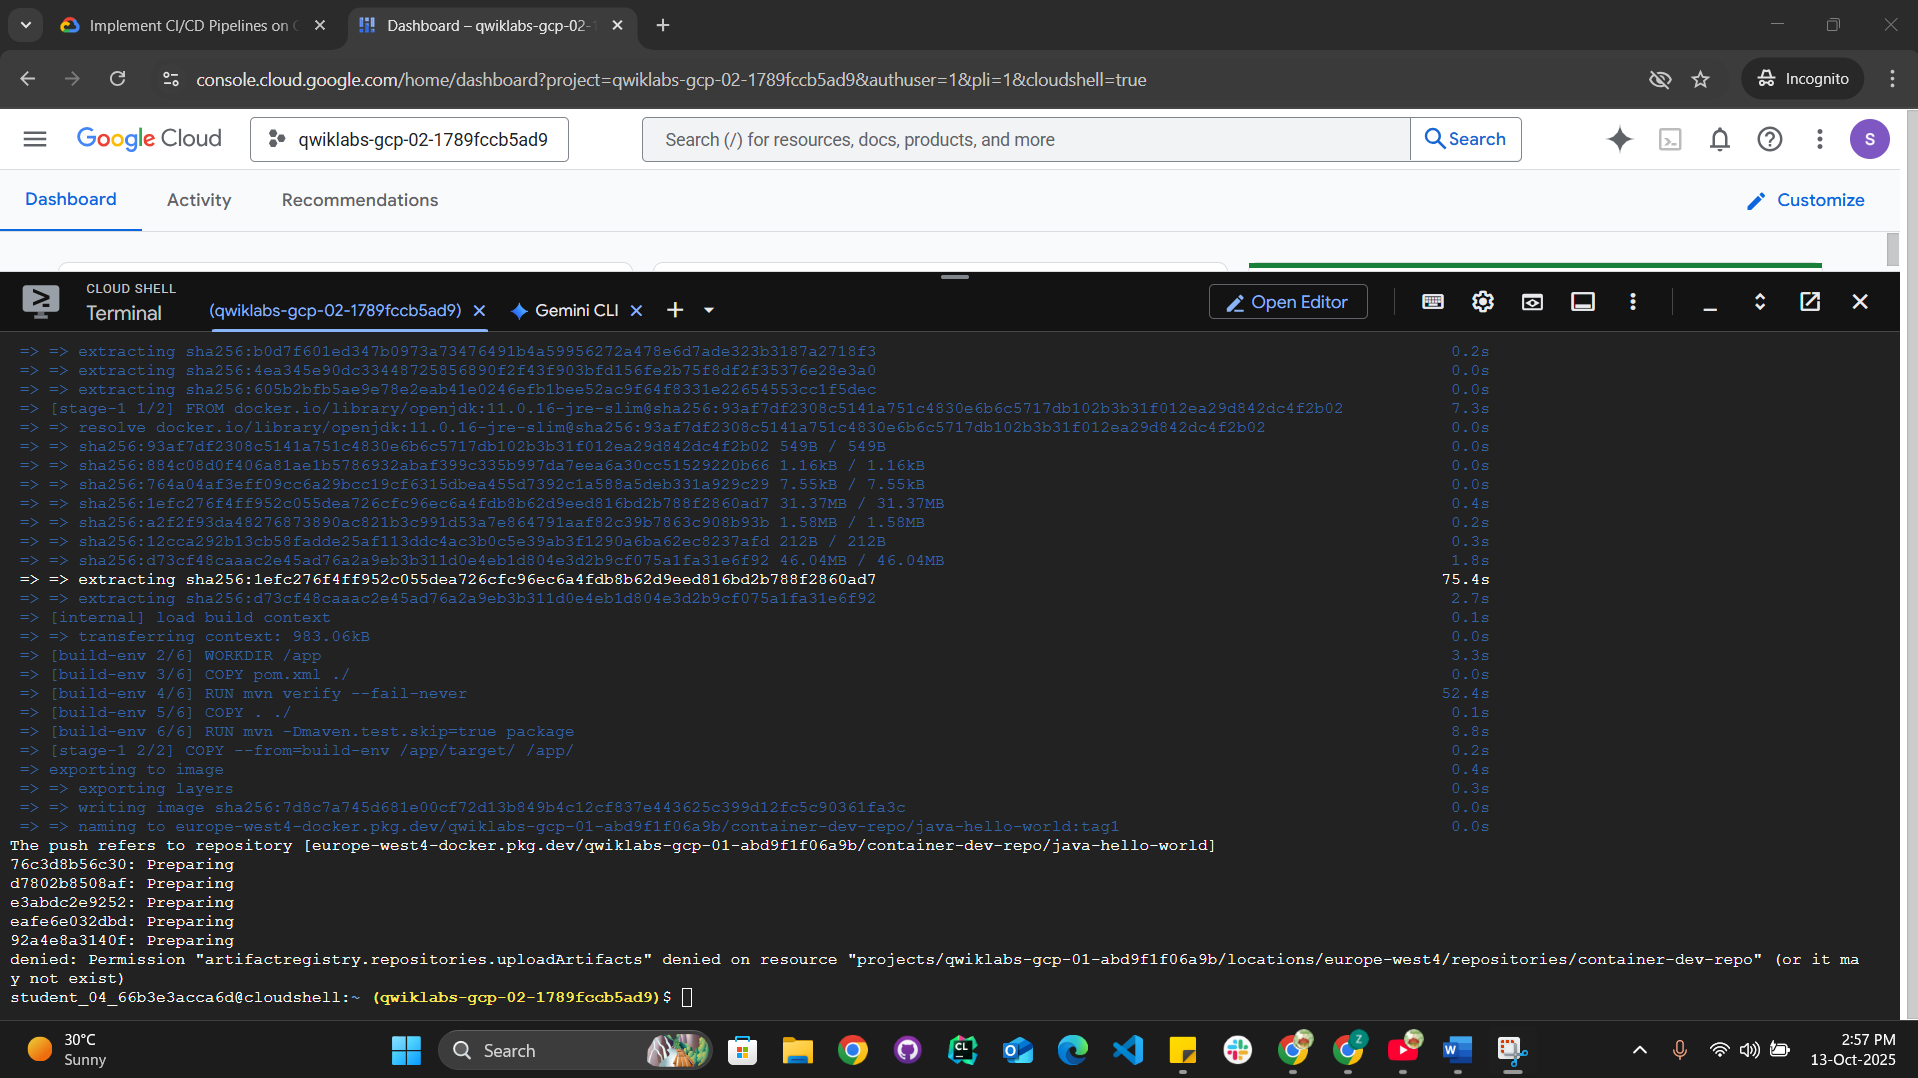 Implement CI/CD Pipelines on
Dashboard – qwiklabs-gcp-02-1
console.cloud.google.com/home/dashboard?project=qwiklabs-gcp-02-1789fccb5ad9&authuser=1&pli=1&cloudshell=true
Incognito
Google Cloud
qwiklabs-gcp-02-1789fccb5ad9
Search (/) for resources, docs, products, and more
Search
S
Dashboard
Activity
Recommendations
Customize
CLOUD SHELL
Terminal
(qwiklabs-gcp-02-1789fccb5ad9)
Gemini CLI
Open Editor
=> => extracting sha256:b0d7f601ed347b0973a73476491b4a59956272a478e6d7ade323b3187a2718f3 0.2s
=> => extracting sha256:4ea345e90dc33448725856890f2f43f903bfd156fe2b75f8df2f35376e28e3a0 0.0s
=> => extracting sha256:605b2bfb5ae9e78e2eab41e0246efb1bee52ac9f64f8331e22654553cc1f5dec 0.0s
=> [stage-1 1/2] FROM docker.io/library/openjdk:11.0.16-jre-slim@sha256:93af7df2308c5141a751c4830e6b6c5717db102b3b31f012ea29d842dc4f2b02 7.3s
=> => resolve docker.io/library/openjdk:11.0.16-jre-slim@sha256:93af7df2308c5141a751c4830e6b6c5717db102b3b31f012ea29d842dc4f2b02 0.0s
=> => sha256:93af7df2308c5141a751c4830e6b6c5717db102b3b31f012ea29d842dc4f2b02 549B / 549B 0.0s
=> => sha256:884c08d0f406a81ae1b5786932abaf399c335b997da7eea6a30cc51529220b66 1.16kB / 1.16kB 0.0s
=> => sha256:764a04af3eff09cc6a29bcc19cf6315dbea455d7392c1a588a5deb331a929c29 7.55kB / 7.55kB 0.0s
=> => sha256:1efc276f4ff952c055dea726cfc96ec6a4fdb8b62d9eed816bd2b788f2860ad7 31.37MB / 31.37MB 0.4s
=> => sha256:a2f2f93da48276873890ac821b3c991d53a7e864791aaf82c39b7863c908b93b 1.58MB / 1.58MB 0.2s
=> => sha256:12cca292b13cb58fadde25af113ddc4ac3b0c5e39ab3f1290a6ba62ec8237afd 212B / 212B 0.3s
=> => sha256:d73cf48caaac2e45ad76a2a9eb3b311d0e4eb1d804e3d2b9cf075a1fa31e6f92 46.04MB / 46.04MB 1.8s
=> => extracting sha256:1efc276f4ff952c055dea726cfc96ec6a4fdb8b62d9eed816bd2b788f2860ad7 75.4s
=> => extracting sha256:d73cf48caaac2e45ad76a2a9eb3b311d0e4eb1d804e3d2b9cf075a1fa31e6f92 2.7s
=> [internal] load build context 0.1s
=> => transferring context: 983.06kB 0.0s
=> [build-env 2/6] WORKDIR /app 3.3s
=> [build-env 3/6] COPY pom.xml ./ 0.0s
=> [build-env 4/6] RUN mvn verify --fail-never 52.4s
=> [build-env 5/6] COPY . ./ 0.1s
=> [build-env 6/6] RUN mvn -Dmaven.test.skip=true package 8.8s
=> [stage-1 2/2] COPY --from=build-env /app/target/ /app/ 0.2s
=> exporting to image 0.4s
=> => exporting layers 0.3s
=> => writing image sha256:7d8c7a745d681e00cf72d13b849b4c12cf837e443625c399d12fc5c90361fa3c 0.0s
=> => naming to europe-west4-docker.pkg.dev/qwiklabs-gcp-01-abd9f1f06a9b/container-dev-repo/java-hello-world:tag1 0.0s
The push refers to repository [europe-west4-docker.pkg.dev/qwiklabs-gcp-01-abd9f1f06a9b/container-dev-repo/java-hello-world]
76c3d8b56c30: Preparing
d7802b8508af: Preparing
e3abdc2e9252: Preparing
eafe6e032dbd: Preparing
92a4e8a3140f: Preparing
denied: Permission "artifactregistry.repositories.uploadArtifacts" denied on resource "projects/qwiklabs-gcp-01-abd9f1f06a9b/locations/europe-west4/repositories/container-dev-repo" (or it ma
y not exist)
student_04_66b3e3acca6d@cloudshell:~ (qwiklabs-gcp-02-1789fccb5ad9)$
30°C
Sunny
Search
2:57 PM
13-Oct-2025